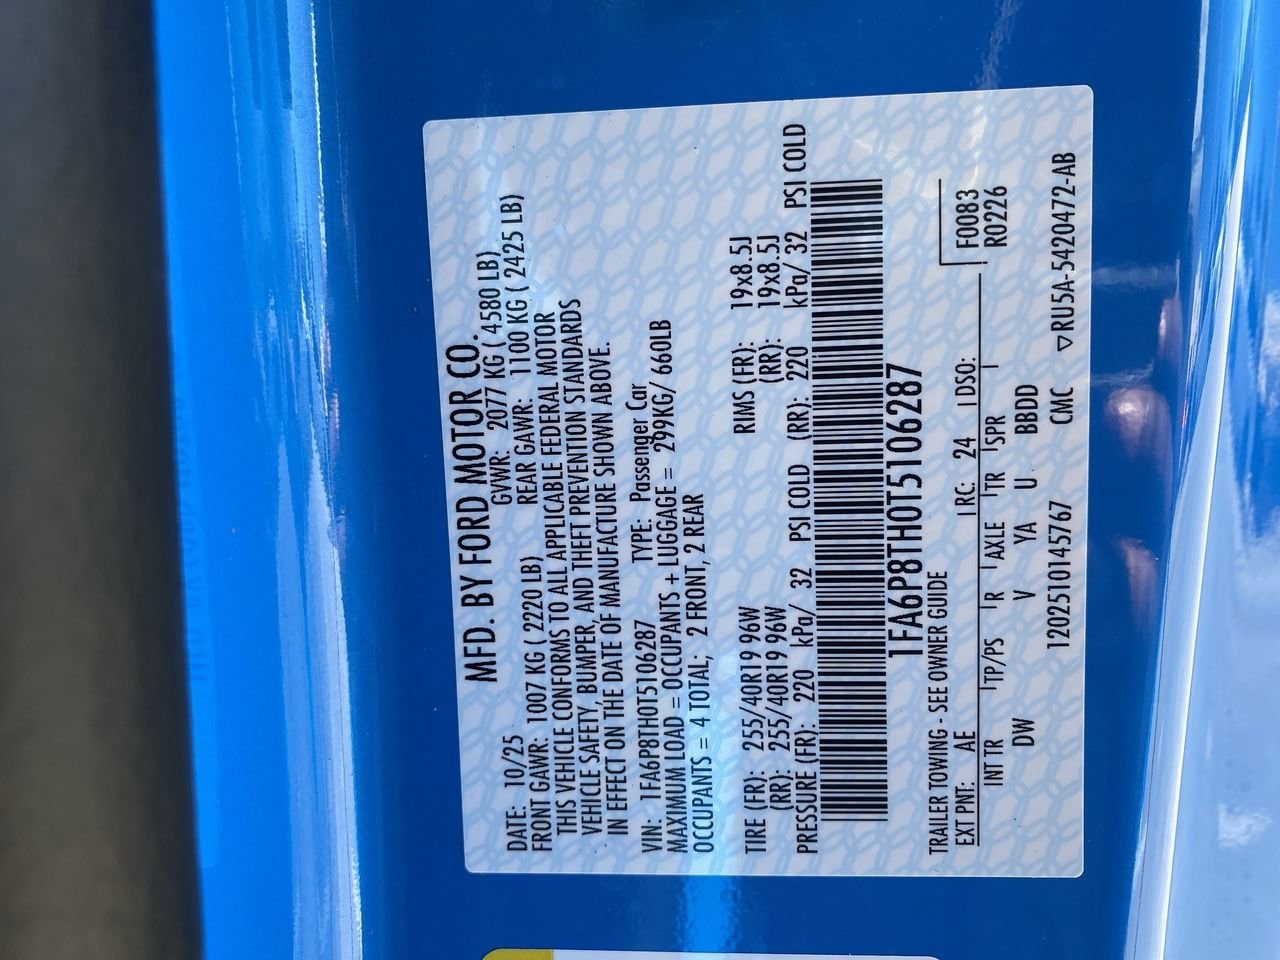 MFD. BY FORD MOTOR CO.
DATE: 10/25 GVWR: 2077 KG ( 4580 LB)
FRONT GAWR: 1007 KG ( 2220 LB) REAR GAWR: 1100 KG ( 2425 LB)
THIS VEHICLE CONFORMS TO ALL APPLICABLE FEDERAL MOTOR
VEHICLE SAFETY, BUMPER, AND THEFT PREVENTION STANDARDS
IN EFFECT ON THE DATE OF MANUFACTURE SHOWN ABOVE.
VIN: 1FA6P8TH0T5106287 TYPE: Passenger Car
MAXIMUM LOAD = OCCUPANTS + LUGGAGE = 299KG/ 660LB
OCCUPANTS = 4 TOTAL; 2 FRONT, 2 REAR
TIRE (FR): 255/40R19 96W RIMS (FR): 19x8.5J
(RR): 255/40R19 96W (RR): 19x8.5J
PRESSURE (FR): 220 kPa/ 32 PSI COLD (RR): 220 kPa/ 32 PSI COLD
1FA6P8TH0T5106287
TRAILER TOWING - SEE OWNER GUIDE
EXT PNT: AE RC: 24 DSO: F0083
R0226
INT TR TP/PS R AXLE TR SPR
DW V YA U BBDD
1202510145767 CMC ▽RU5A-5420472-AB